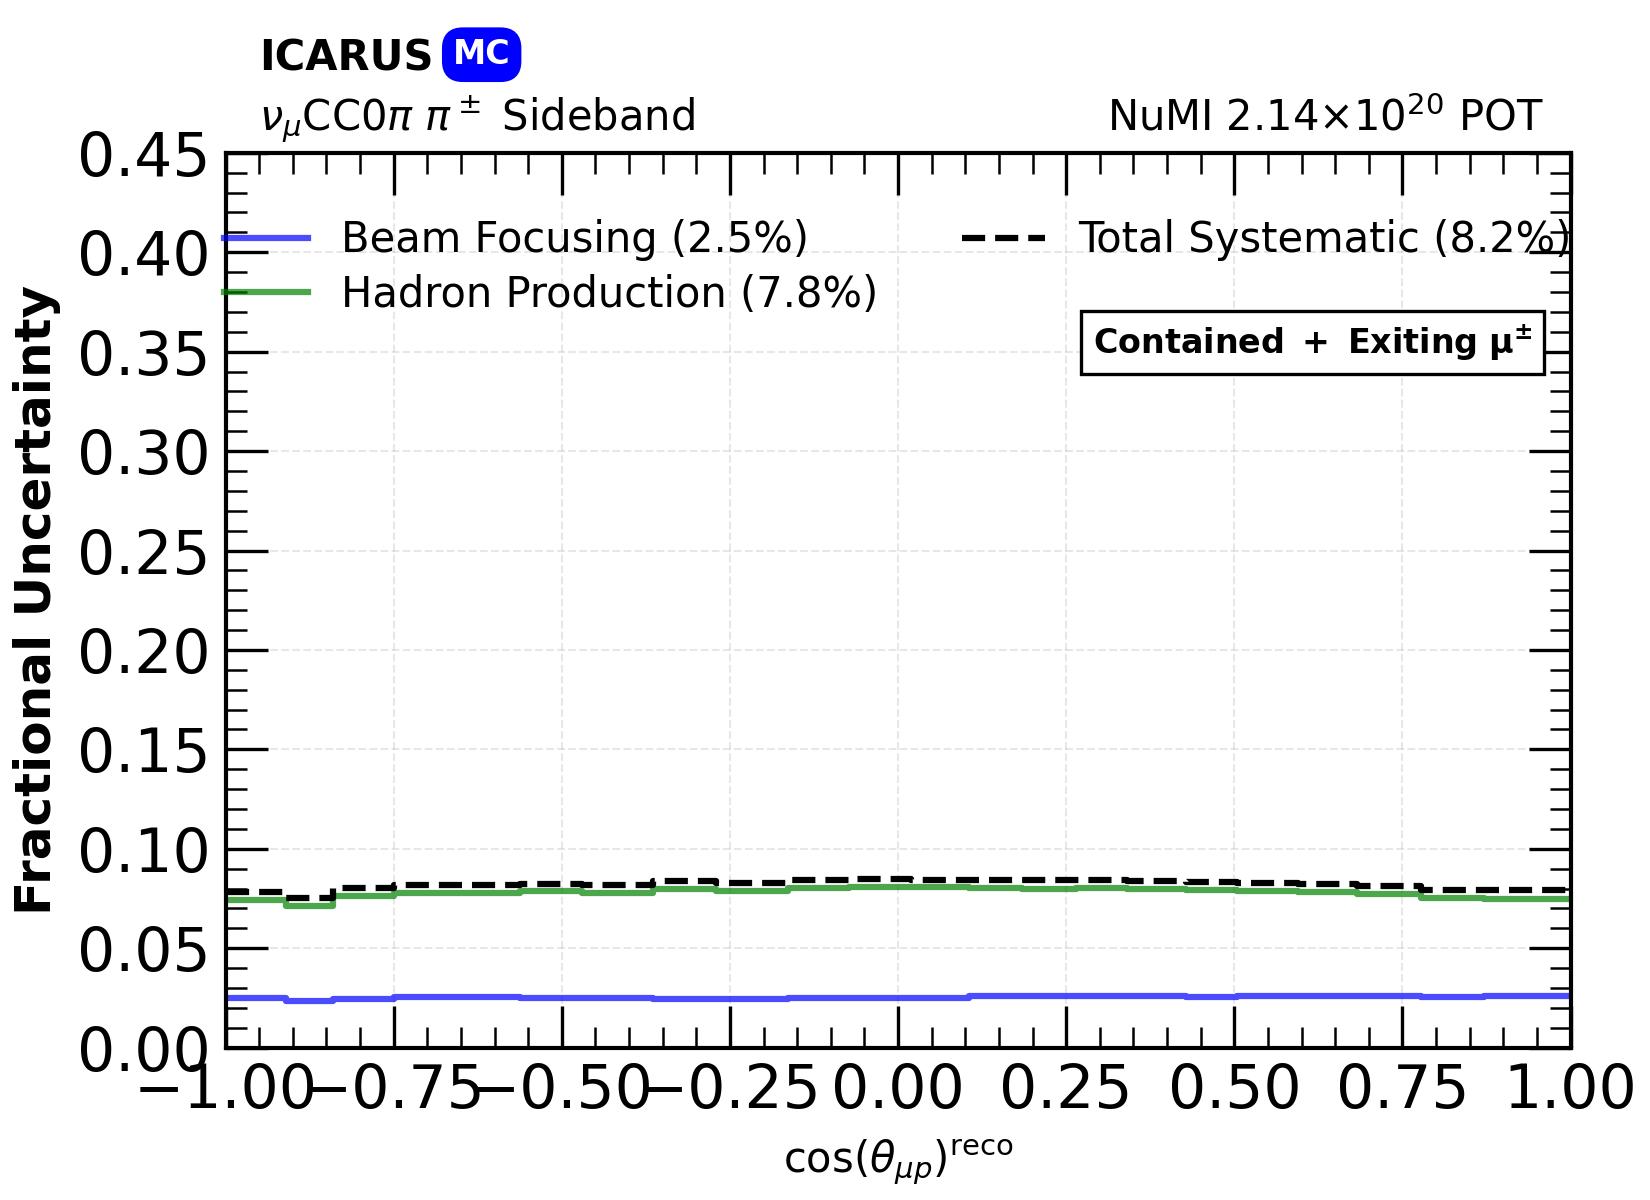 ICARUS MC
νμCC0π π± Sideband
NuMI 2.14×10²⁰ POT
Beam Focusing (2.5%)
Hadron Production (7.8%)
Total Systematic (8.2%)
Contained + Exiting μ±
Fractional Uncertainty
0.45
0.40
0.35
0.30
0.25
0.20
0.15
0.10
0.05
0.00
−1.00 −0.75 −0.50 −0.25 0.00 0.25 0.50 0.75 1.00
cos(θμp)reco